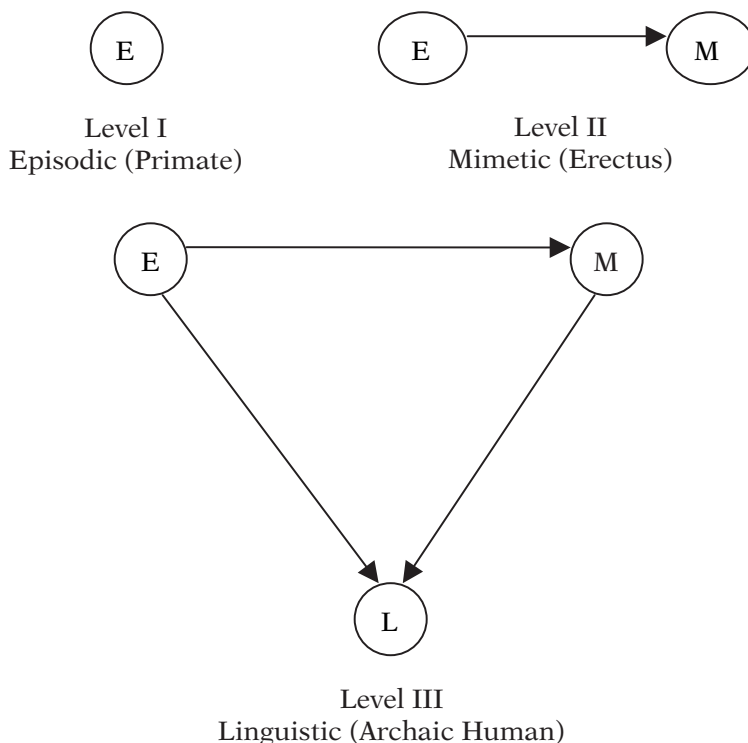 E
E M
Level I
Episodic (Primate)
Level II
Mimetic (Erectus)
E M
L
Level III
Linguistic (Archaic Human)